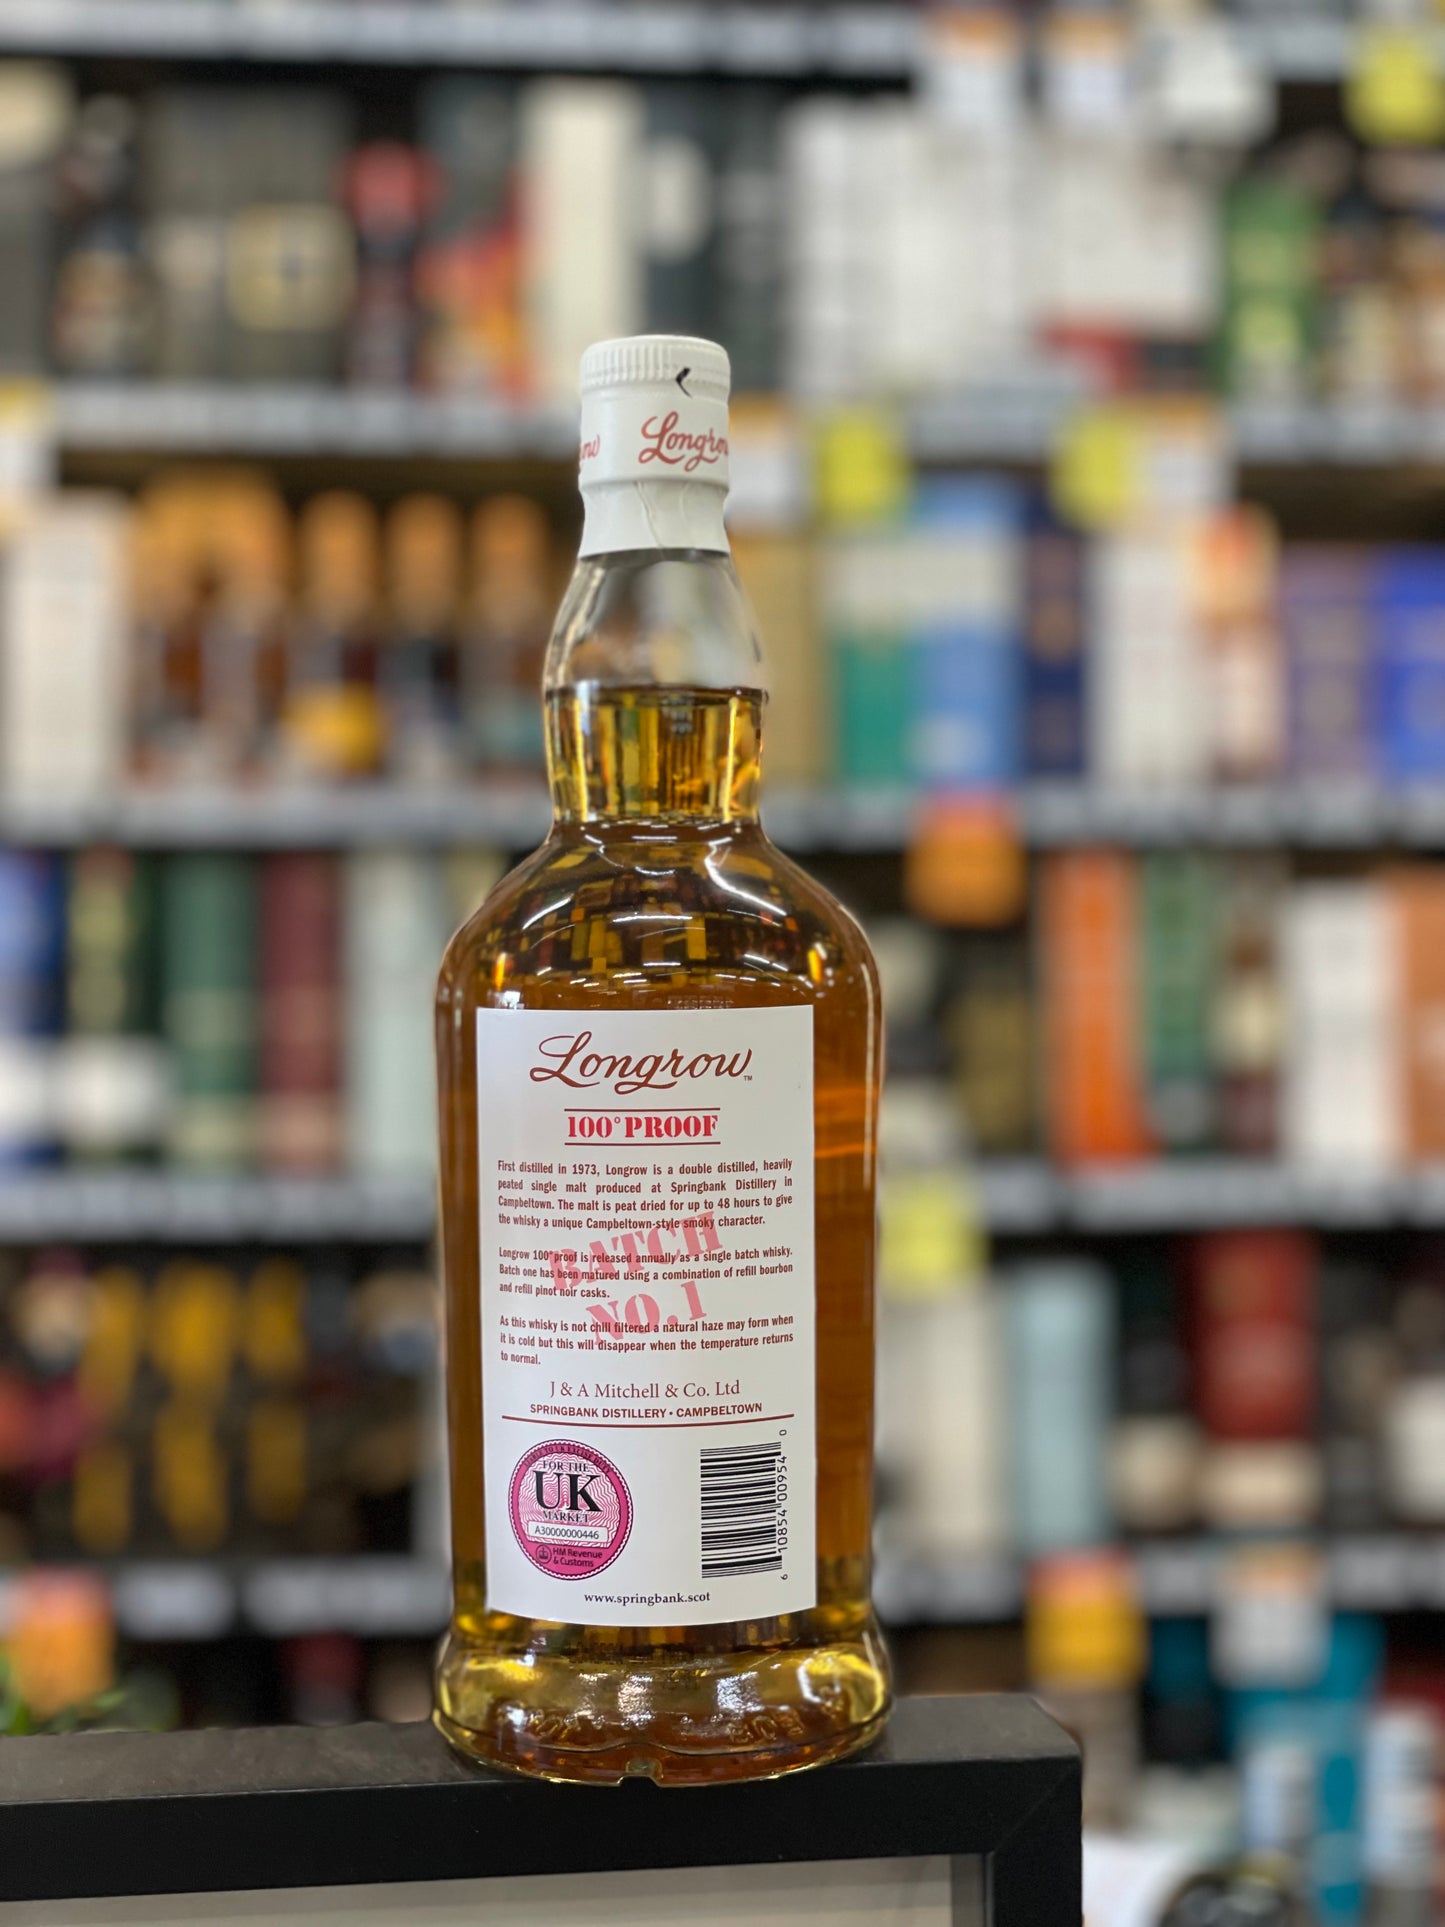 Longrow
Longrow™
100° PROOF
First distilled in 1973, Longrow is a double distilled, heavily
peated single malt produced at Springbank Distillery in
Campbeltown. The malt is peat dried for up to 48 hours to give
the whisky a unique Campbeltown-style smoky character.
Longrow 100°proof is released annually as a single batch whisky.
Batch one has been matured using a combination of refill bourbon
and refill pinot noir casks.
BATCH
NO.1
As this whisky is not chill filtered a natural haze may form when
it is cold but this will disappear when the temperature returns
to normal.
J & A Mitchell & Co. Ltd
SPRINGBANK DISTILLERY • CAMPBELTOWN
FOR THE
UK
MARKET
A30000000446
HM Revenue
& Customs
6 10854 00954 0
www.springbank.scot